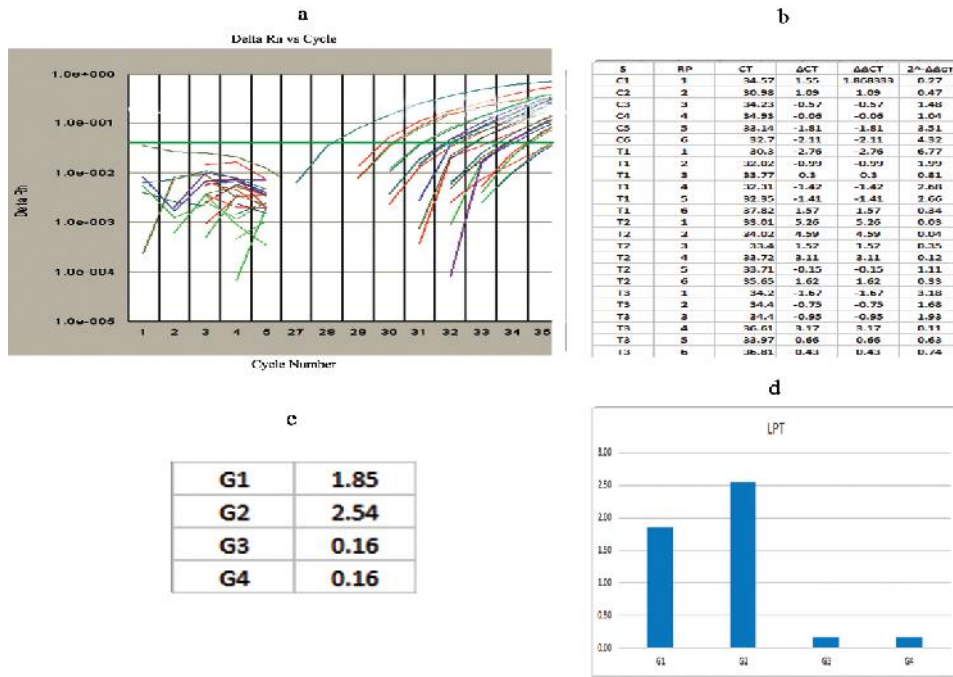 a
Delta Rn vs Cycle
1.0e+000
1.0e-001
1.0e-002
1.0e-003
1.0e-004
1.0e-005
Delta Rn
1 2 3 4 5 27 28 29 30 31 32 33 34 35
Cycle Number
b
S RP CT ΔCT ΔΔCT 2^-ΔΔCT
C1 1 34.57 1.55 1.868333 0.27
C2 2 30.98 1.09 1.09 0.47
C3 3 34.23 -0.57 -0.57 1.48
C4 4 34.93 -0.06 -0.06 1.04
C5 5 33.14 -1.81 -1.81 3.51
C6 6 32.7 -2.11 -2.11 4.32
T1 1 30.3 -2.76 -2.76 6.77
T1 2 32.02 -0.99 -0.99 1.99
T1 3 33.77 0.3 0.3 0.81
T1 4 32.31 -1.42 -1.42 2.68
T1 5 32.35 -1.41 -1.41 2.66
T1 6 37.82 1.57 1.57 0.34
T2 1 33.01 5.26 5.26 0.03
T2 2 34.02 4.59 4.59 0.04
T2 3 33.4 1.52 1.52 0.35
T2 4 33.72 3.11 3.11 0.12
T2 5 33.71 -0.15 -0.15 1.11
T2 6 35.65 1.62 1.62 0.33
T3 1 34.2 -1.67 -1.67 3.18
T3 2 34.4 -0.75 -0.75 1.68
T3 3 34.4 -0.95 -0.95 1.93
T3 4 36.61 3.17 3.17 0.11
T3 5 33.97 0.66 0.66 0.63
T3 6 36.81 0.43 0.43 0.74
c
G1 1.85
G2 2.54
G3 0.16
G4 0.16
d
LPT
3.00
2.50
2.00
1.50
1.00
0.50
0.00
G1 G2 G3 G4